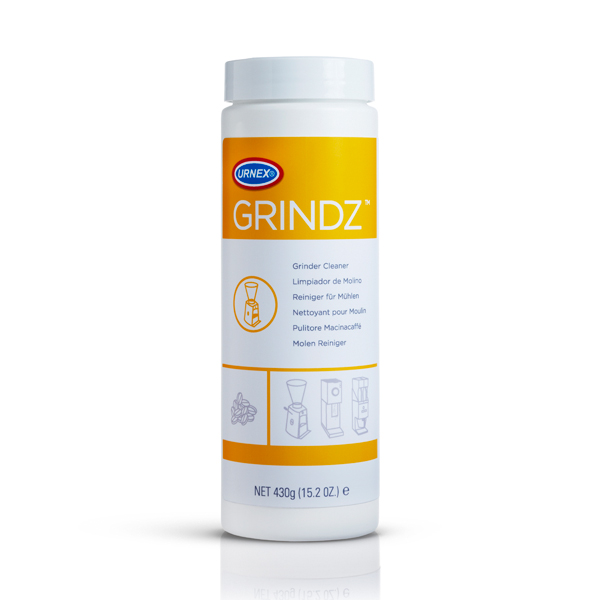 URNEX®
GRINDZ™
Grinder Cleaner
Limpiador de Molino
Reiniger für Mühlen
Nettoyant pour Moulin
Pulitore Macinacaffé
Molen Reiniger
NET 430g (15.2 OZ.) ℮